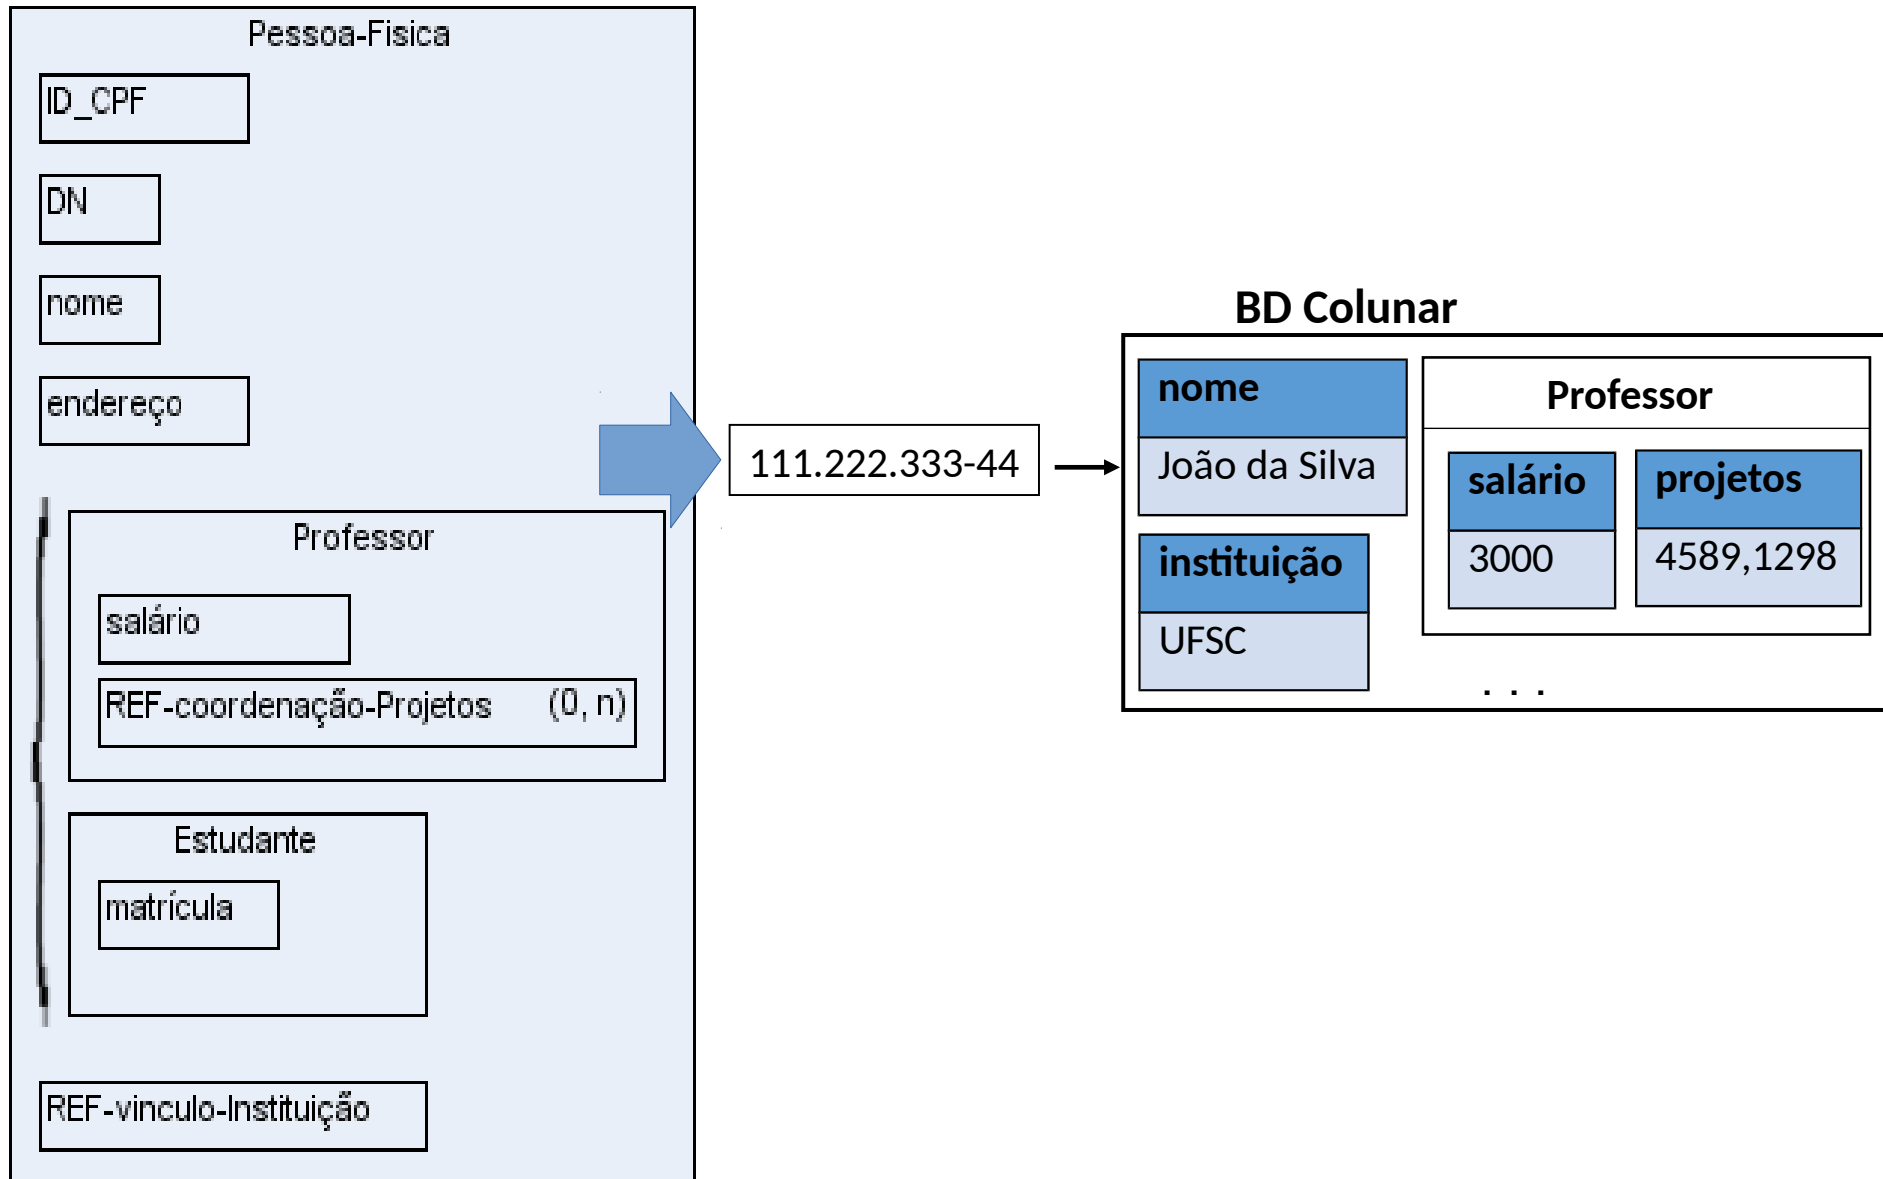 Pessoa-Fisica
ID_CPF
DN
nome
endereço
Professor
salário
REF-coordenação-Projetos (0, n)
Estudante
matrícula
REF-vinculo-Instituição
111.222.333-44
BD Colunar
nome
João da Silva
instituição
UFSC
Professor
salário
3000
projetos
4589,1298
. . .